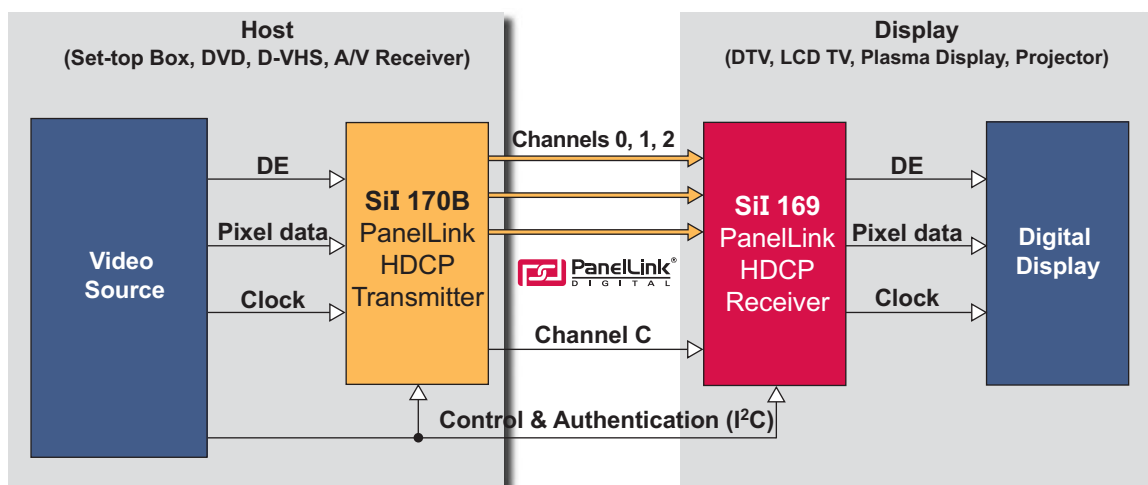 Host
(Set-top Box, DVD, D-VHS, A/V Receiver)
Display
(DTV, LCD TV, Plasma Display, Projector)
Video
Source
DE
Pixel data
Clock
SiI 170B
PanelLink
HDCP
Transmitter
Channels 0, 1, 2
PanelLink®
DIGITAL
Channel C
SiI 169
PanelLink
HDCP
Receiver
DE
Pixel data
Clock
Digital
Display
Control & Authentication (I²C)